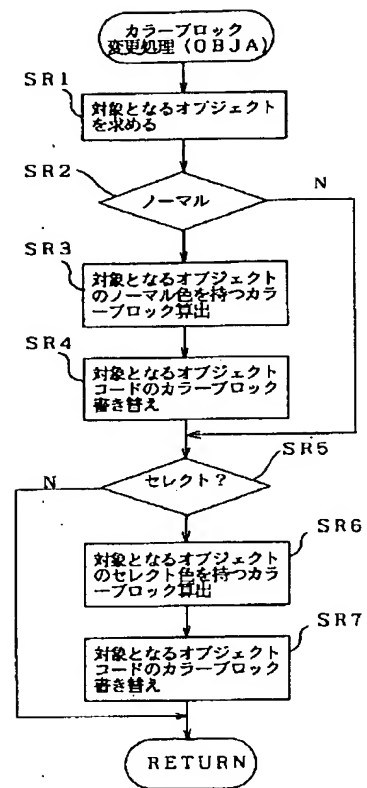 カラーブロック
変更処理(OBJA)
SR1
対象となるオブジェクト
を求める
SR2
ノーマル
N
SR3
対象となるオブジェクト
のノーマル色を持つカラ
ーブロック算出
SR4
対象となるオブジェクト
コードのカラーブロック
書き替え
SR5
セレクト?
N
SR6
対象となるオブジェクト
のセレクト色を持つカラ
ーブロック算出
SR7
対象となるオブジェクト
コードのカラーブロック
書き替え
RETURN